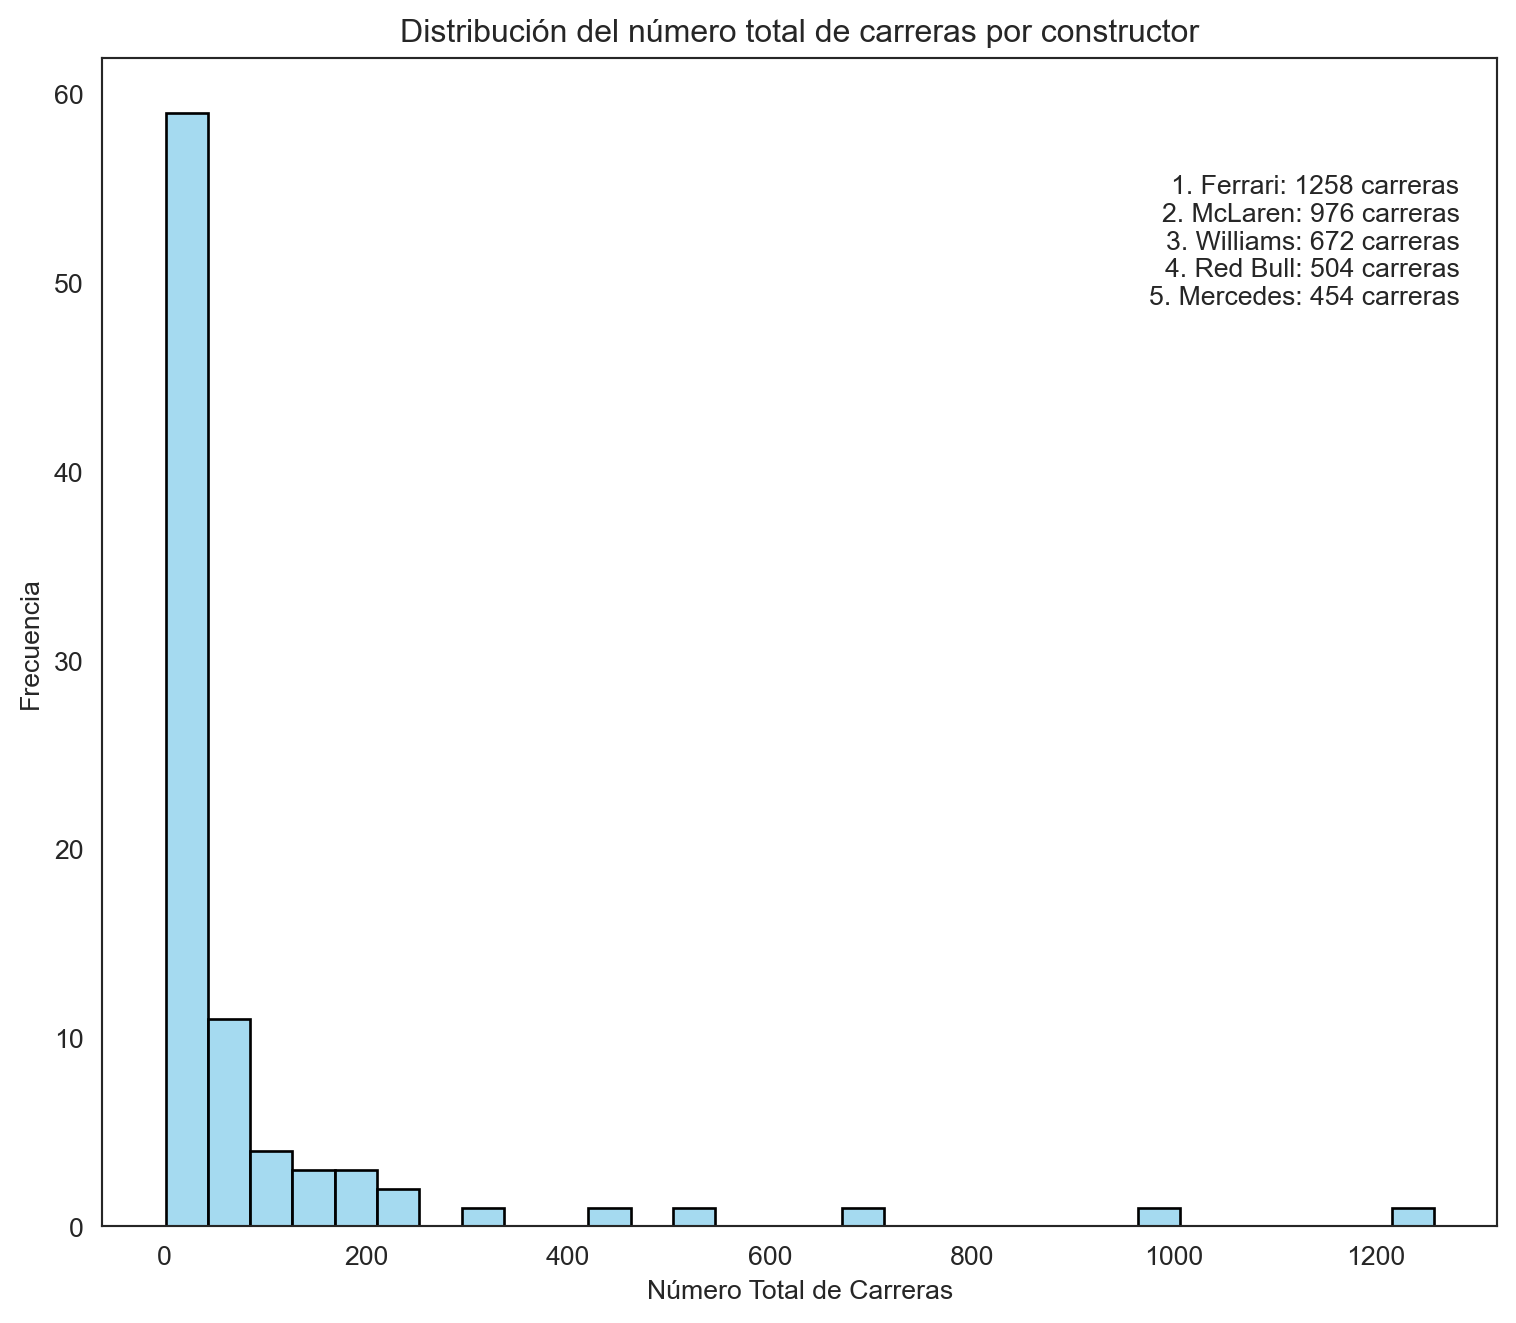 Distribución del número total de carreras por constructor
60
50
40
30
20
10
0
Frecuencia
1. Ferrari: 1258 carreras
2. McLaren: 976 carreras
3. Williams: 672 carreras
4. Red Bull: 504 carreras
5. Mercedes: 454 carreras
0 200 400 600 800 1000 1200
Número Total de Carreras